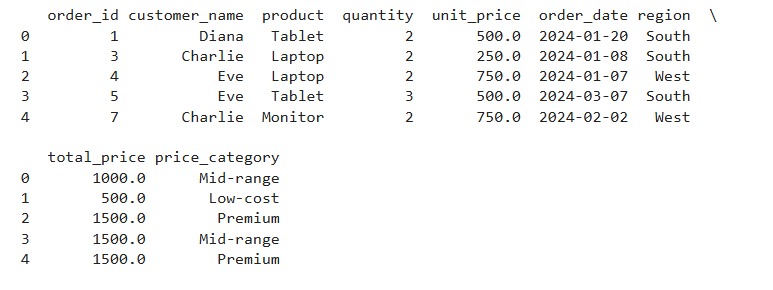 order_id customer_name  product  quantity  unit_price  order_date region  \
0         1         Diana   Tablet         2       500.0  2024-01-20  South
1         3       Charlie   Laptop         2       250.0  2024-01-08  South
2         4           Eve   Laptop         2       750.0  2024-01-07   West
3         5           Eve   Tablet         3       500.0  2024-03-07  South
4         7       Charlie  Monitor         2       750.0  2024-02-02   West
   total_price price_category
0       1000.0      Mid-range
1        500.0       Low-cost
2       1500.0        Premium
3       1500.0      Mid-range
4       1500.0        Premium